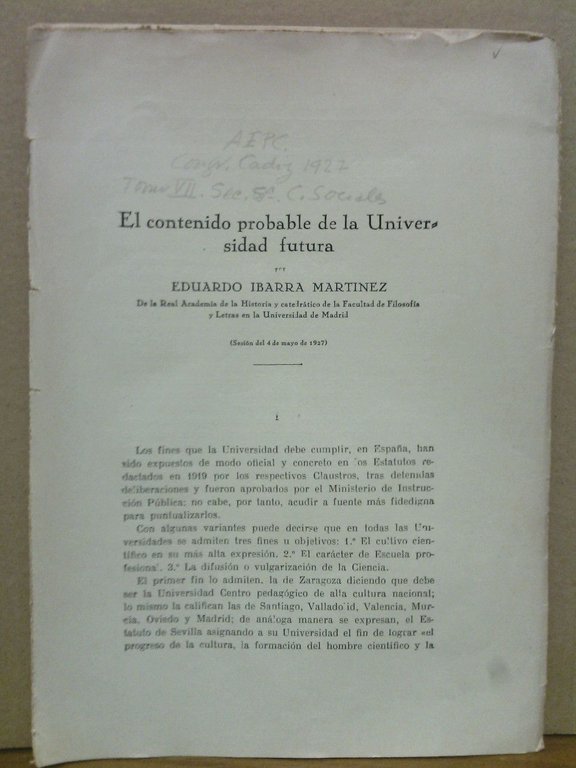 AEPC.
Congr. Cadiz 1927
Tomo VII. Sec. 8ª C. Sociales
El contenido probable de la Univer-
sidad futura
por
EDUARDO IBARRA MARTINEZ
De la Real Academia de la Historia y catedrático de la Facultad de Filosofía
y Letras en la Universidad de Madrid
(Sesión del 4 de mayo de 1927)
I
Los fines que la Universidad debe cumplir, en España, han
sido expuestos de modo oficial y concreto en los Estatutos re-
dactados en 1919 por los respectivos Claustros, tras detenidas
deliberaciones y fueron aprobados por el Ministerio de Instruc-
ción Pública; no cabe, por tanto, acudir a fuente más fidedigna
para puntualizarlos.
Con algunas variantes puede decirse que en todas las Uni-
versidades se admiten tres fines u objetivos: 1.º El cultivo cien-
tífico en su más alta expresión. 2.º El carácter de Escuela pro-
fesional. 3.º La difusión o vulgarización de la Ciencia.
El primer fin lo admiten, la de Zaragoza diciendo que debe
ser la Universidad Centro pedagógico de alta cultura nacional;
lo mismo la califican las de Santiago, Valladolid, Valencia, Mur-
cia, Oviedo y Madrid; de análoga manera se expresan, el Es-
tatuto de Sevilla asignando a su Universidad el fin de lograr «el
progreso de la cultura, la formación del hombre científico y la